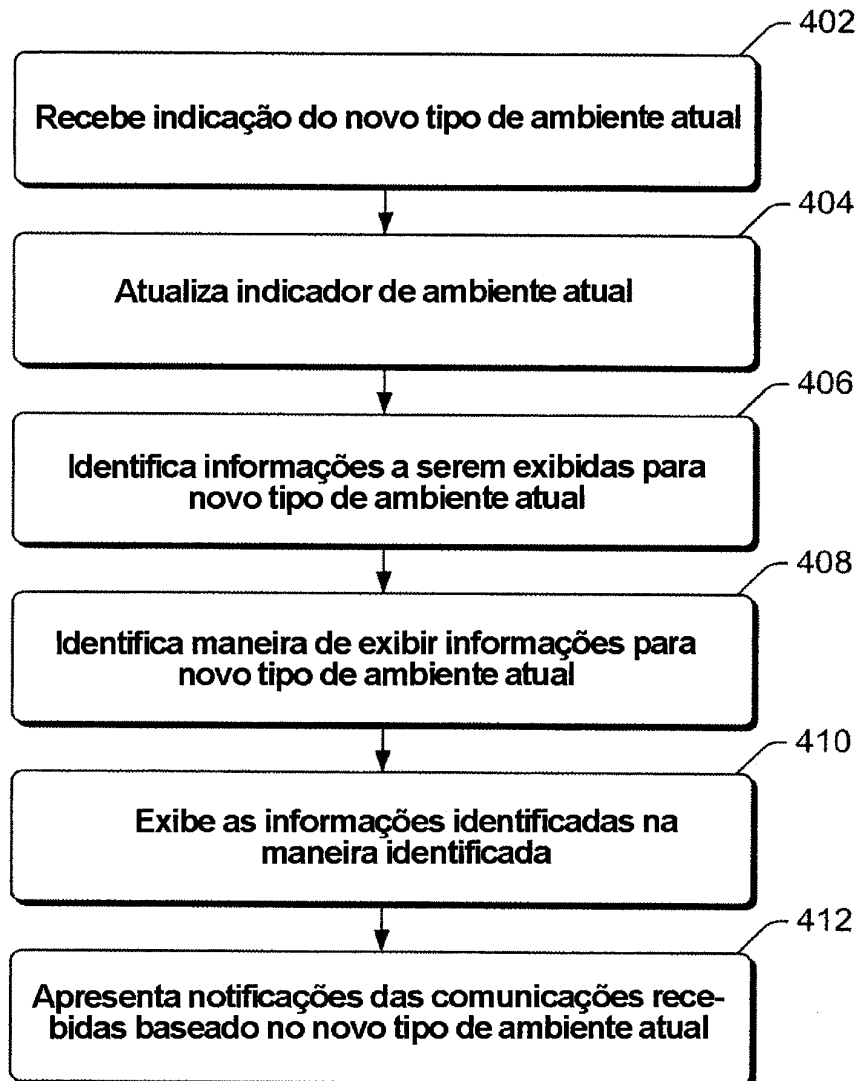 402
Recebe indicação do novo tipo de ambiente atual
404
Atualiza indicador de ambiente atual
406
Identifica informações a serem exibidas para
novo tipo de ambiente atual
408
Identifica maneira de exibir informações para
novo tipo de ambiente atual
410
Exibe as informações identificadas na
maneira identificada
412
Apresenta notificações das comunicações rece-
bidas baseado no novo tipo de ambiente atual